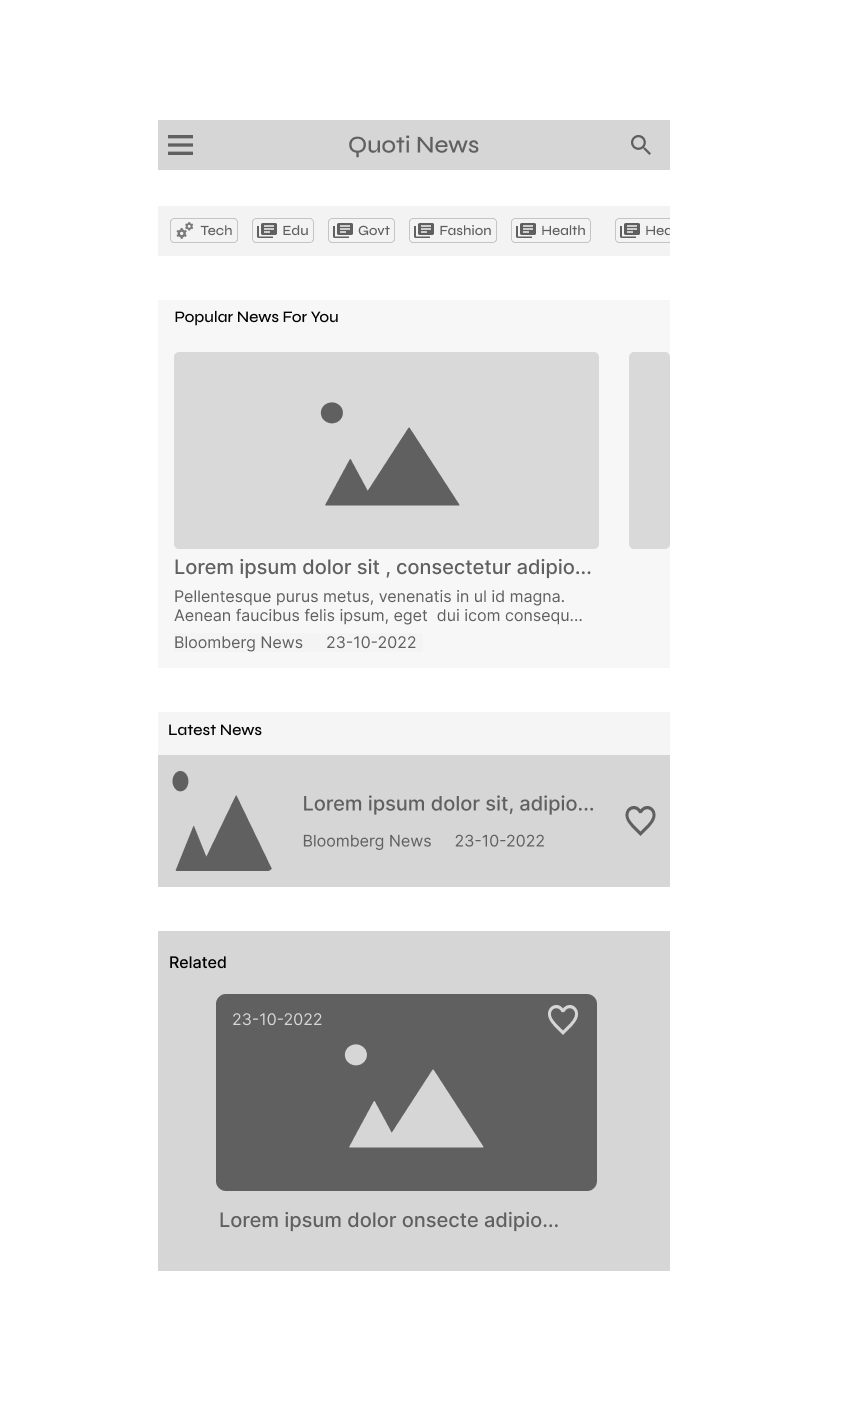 Quoti News
Tech Edu Govt Fashion Health Hea
Popular News For You
Lorem ipsum dolor sit , consectetur adipio...
Pellentesque purus metus, venenatis in ul id magna.
Aenean faucibus felis ipsum, eget  dui icom consequ...
Bloomberg News 23-10-2022
Latest News
Lorem ipsum dolor sit, adipio...
Bloomberg News 23-10-2022
Related
23-10-2022
Lorem ipsum dolor onsecte adipio...